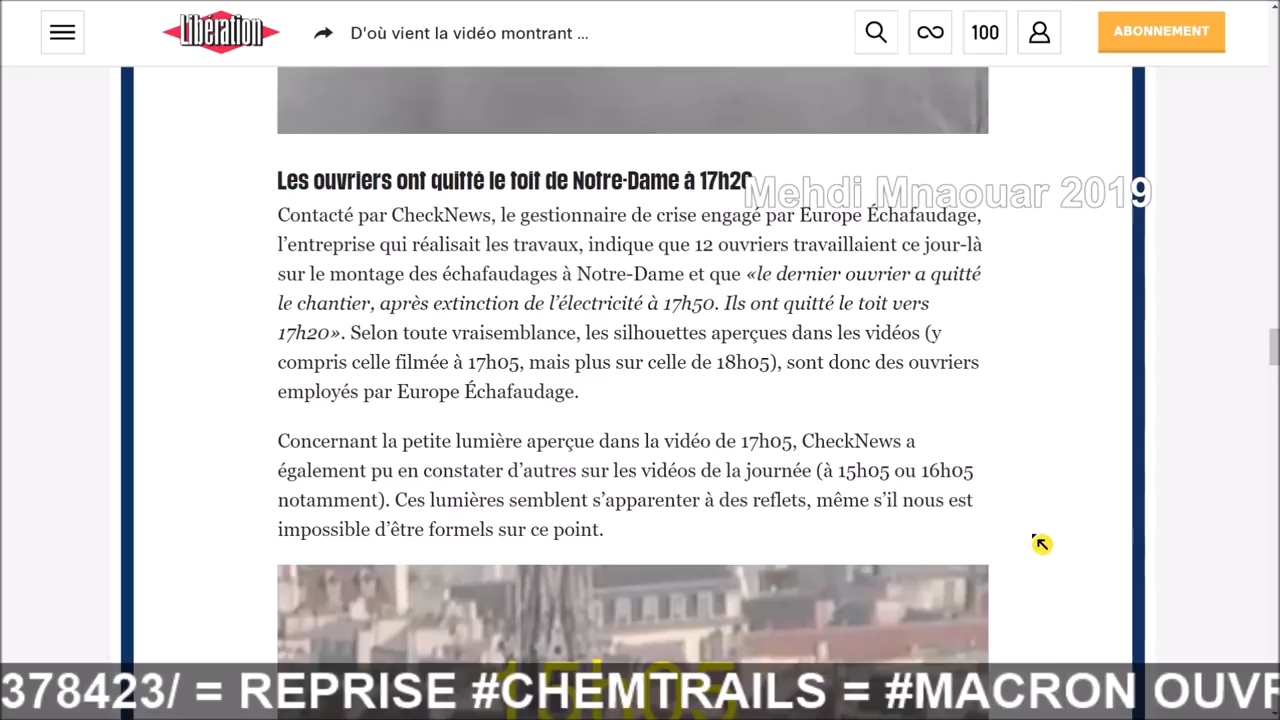 Libération
D'où vient la vidéo montrant ...
100
ABONNEMENT
Les ouvriers ont quitté le toit de Notre-Dame à 17h20
Mehdi Mnaouar 2019
Contacté par CheckNews, le gestionnaire de crise engagé par Europe Échafaudage,
l'entreprise qui réalisait les travaux, indique que 12 ouvriers travaillaient ce jour-là
sur le montage des échafaudages à Notre-Dame et que «le dernier ouvrier a quitté
le chantier, après extinction de l'électricité à 17h50. Ils ont quitté le toit vers
17h20». Selon toute vraisemblance, les silhouettes aperçues dans les vidéos (y
compris celle filmée à 17h05, mais plus sur celle de 18h05), sont donc des ouvriers
employés par Europe Échafaudage.
Concernant la petite lumière aperçue dans la vidéo de 17h05, CheckNews a
également pu en constater d'autres sur les vidéos de la journée (à 15h05 ou 16h05
notamment). Ces lumières semblent s'apparenter à des reflets, même s'il nous est
impossible d'être formels sur ce point.
15h05
378423/ = REPRISE #CHEMTRAILS = #MACRON OUVE